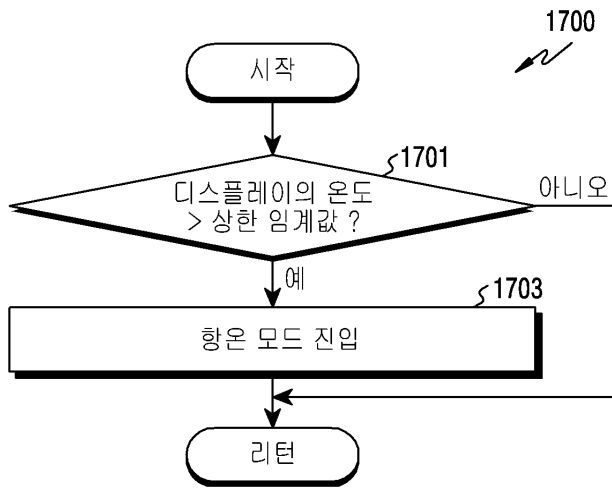 1700
시작
1701
디스플레이의 온도
> 상한 임계값 ?
아니오
예
1703
항온 모드 진입
리턴